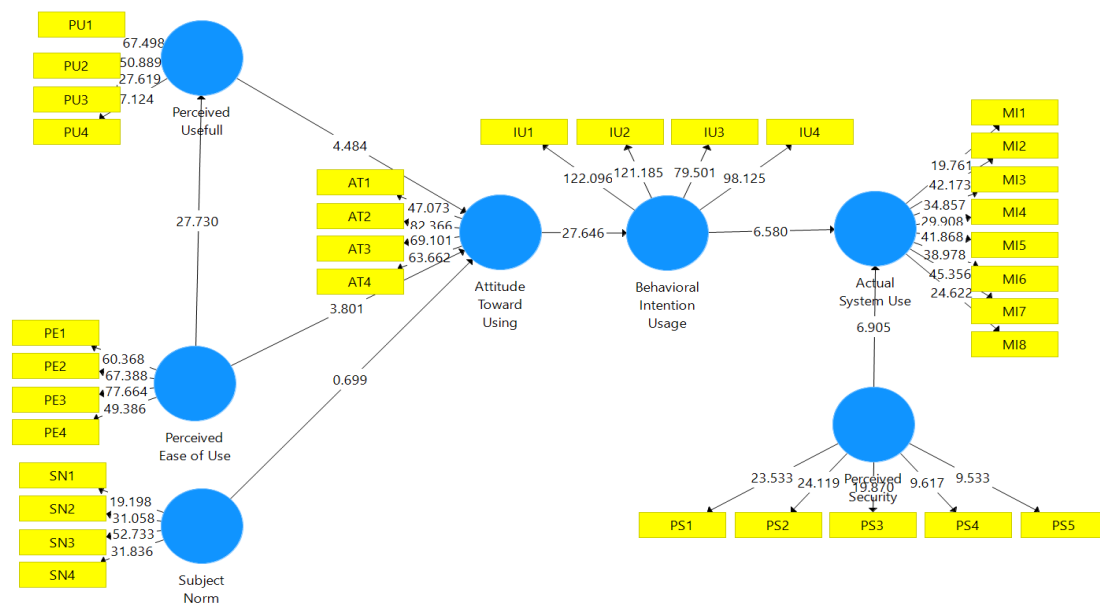 PU1
67.498
PU2
50.889
27.619
PU3
7.124
PU4
Perceived
Usefull
4.484
27.730
AT1
47.073
AT2
82.366
AT3
69.101
AT4
63.662
3.801
Attitude
Toward
Using
27.646
IU1
IU2
IU3
IU4
122.096
121.185
79.501
98.125
Behavioral
Intention
Usage
6.580
MI1
19.761
MI2
42.173
MI3
34.857
MI4
29.908
41.868
MI5
38.978
MI6
45.356
24.622
MI7
MI8
Actual
System Use
6.905
PE1
60.368
PE2
67.388
PE3
77.664
49.386
PE4
Perceived
Ease of Use
0.699
SN1
19.198
SN2
31.058
SN3
52.733
31.836
SN4
Subject
Norm
Perceived
Security
23.533
24.119
19.870
9.617
9.533
PS1
PS2
PS3
PS4
PS5